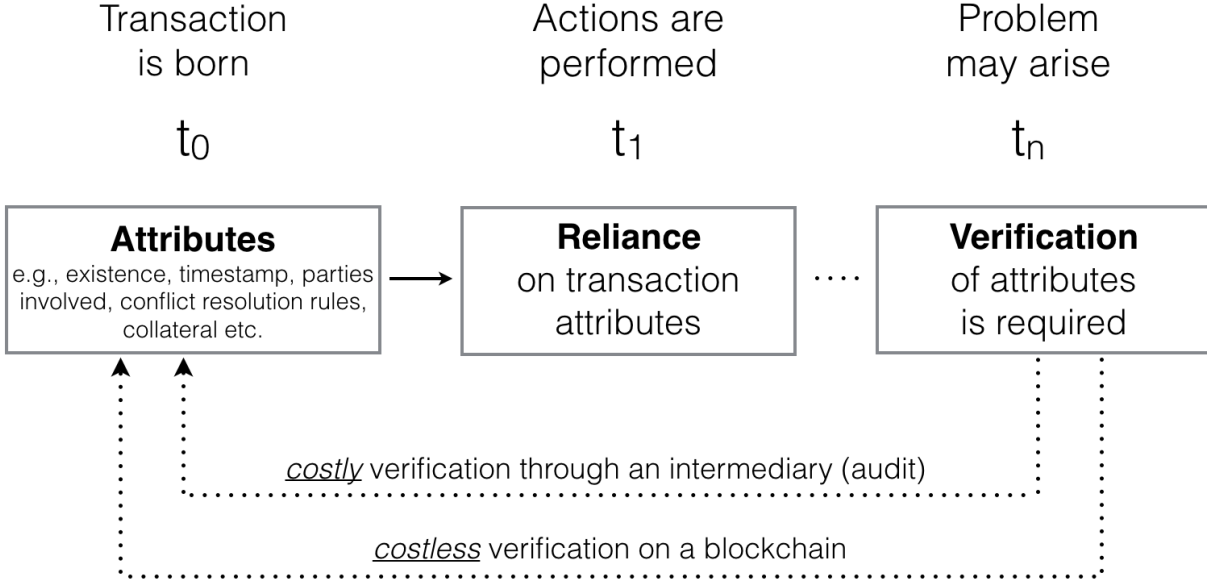 Transaction
is born
t₀
Actions are
performed
t₁
Problem
may arise
tₙ
Attributes
e.g., existence, timestamp, parties
involved, conflict resolution rules,
collateral etc.
Reliance
on transaction
attributes
....
Verification
of attributes
is required
costly verification through an intermediary (audit)
costless verification on a blockchain